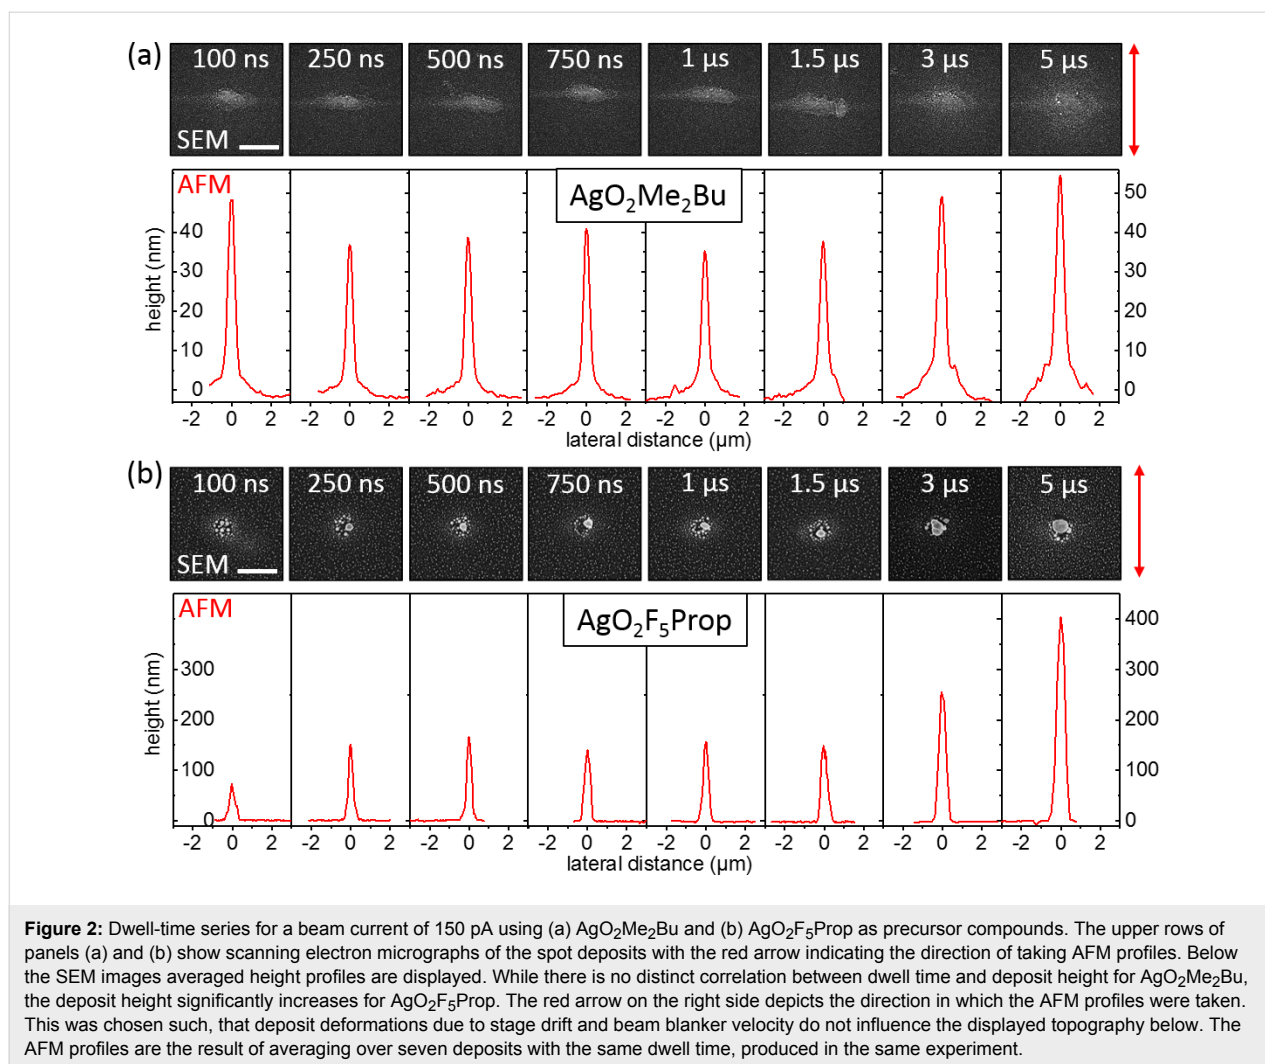 (a)
100 ns 250 ns 500 ns 750 ns 1 µs 1.5 µs 3 µs 5 µs
SEM
AFM
AgO₂Me₂Bu
50
40 40
30 30
20 20
10 10
0 0
height (nm)
-2 0 2 -2 0 2 -2 0 2 -2 0 2 -2 0 2 -2 0 2 -2 0 2 -2 0 2
lateral distance (µm)
(b)
100 ns 250 ns 500 ns 750 ns 1 µs 1.5 µs 3 µs 5 µs
SEM
AFM
AgO₂F₅Prop
400
300 300
200 200
100 100
0 0
height (nm)
-2 0 2 -2 0 2 -2 0 2 -2 0 2 -2 0 2 -2 0 2 -2 0 2 -2 0 2
lateral distance (µm)
Figure 2: Dwell-time series for a beam current of 150 pA using (a) AgO₂Me₂Bu and (b) AgO₂F₅Prop as precursor compounds. The upper rows of
panels (a) and (b) show scanning electron micrographs of the spot deposits with the red arrow indicating the direction of taking AFM profiles. Below
the SEM images averaged height profiles are displayed. While there is no distinct correlation between dwell time and deposit height for AgO₂Me₂Bu,
the deposit height significantly increases for AgO₂F₅Prop. The red arrow on the right side depicts the direction in which the AFM profiles were taken.
This was chosen such, that deposit deformations due to stage drift and beam blanker velocity do not influence the displayed topography below. The
AFM profiles are the result of averaging over seven deposits with the same dwell time, produced in the same experiment.